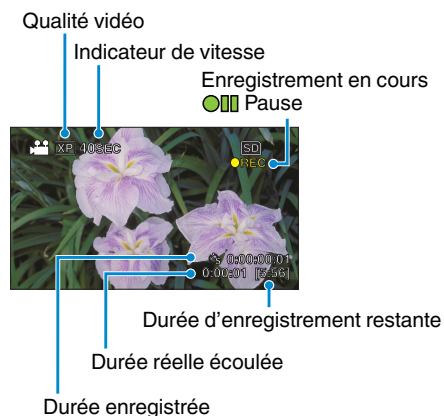 Qualité vidéo
Indicateur de vitesse
Enregistrement en cours
Pause
XP 40SEC
SD
REC
0:00:00:01
0:00:01 [5:56]
Durée d'enregistrement restante
Durée réelle écoulée
Durée enregistrée